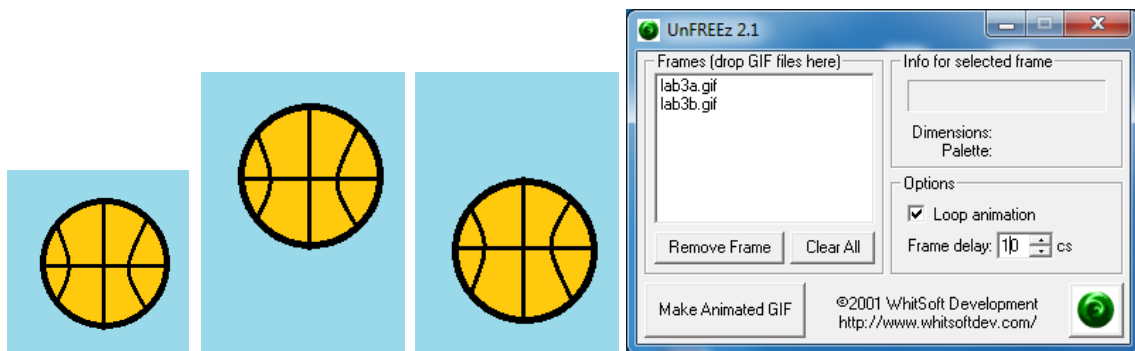 UnFREEz 2.1
Frames (drop GIF files here)
lab3a.gif
lab3b.gif
Remove Frame
Clear All
Info for selected frame
Dimensions:
Palette:
Options
Loop animation
Frame delay: 10 cs
Make Animated GIF
©2001 WhitSoft Development
http://www.whitsoftdev.com/